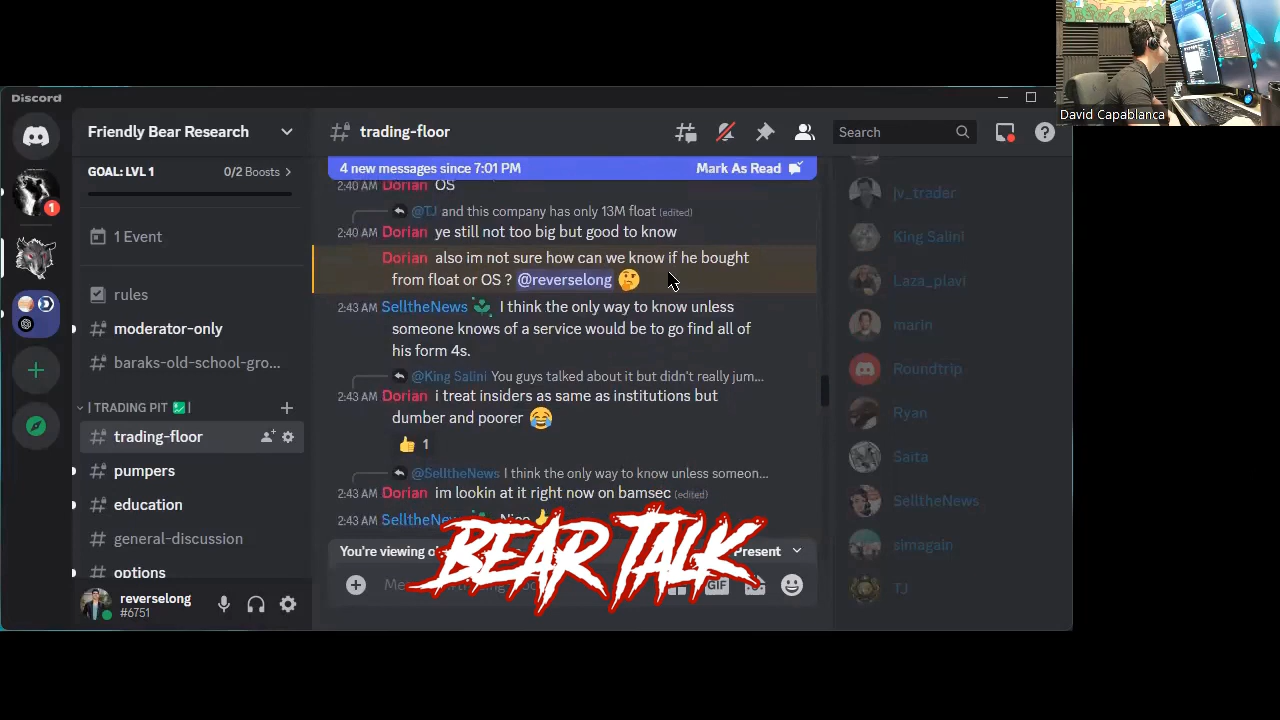 David Capablanca
Discord
Friendly Bear Research
GOAL: LVL 1 0/2 Boosts
1 Event
rules
moderator-only
baraks-old-school-gro...
| TRADING PIT |
trading-floor
pumpers
education
general-discussion
options
reverselong
#6751
trading-floor
Search
4 new messages since 7:01 PM Mark As Read
2:40 AM Dorian OS
@TJ and this company has only 13M float (edited)
2:40 AM Dorian ye still not too big but good to know
Dorian also im not sure how can we know if he bought
from float or OS ? @reverselong
2:43 AM SelltheNews I think the only way to know unless
someone knows of a service would be to go find all of
his form 4s.
@King Salini You guys talked about it but didn't really jum...
2:43 AM Dorian i treat insiders as same as institutions but
dumber and poorer
1
@SelltheNews I think the only way to know unless someon...
2:43 AM Dorian im lookin at it right now on bamsec (edited)
2:43 AM
You're viewing
Present
GIF
BEAR TALK
jv_trader
King Salini
Laza_plavi
marin
Roundtrip
Ryan
Saita
SelltheNews
simagain
TJ
1